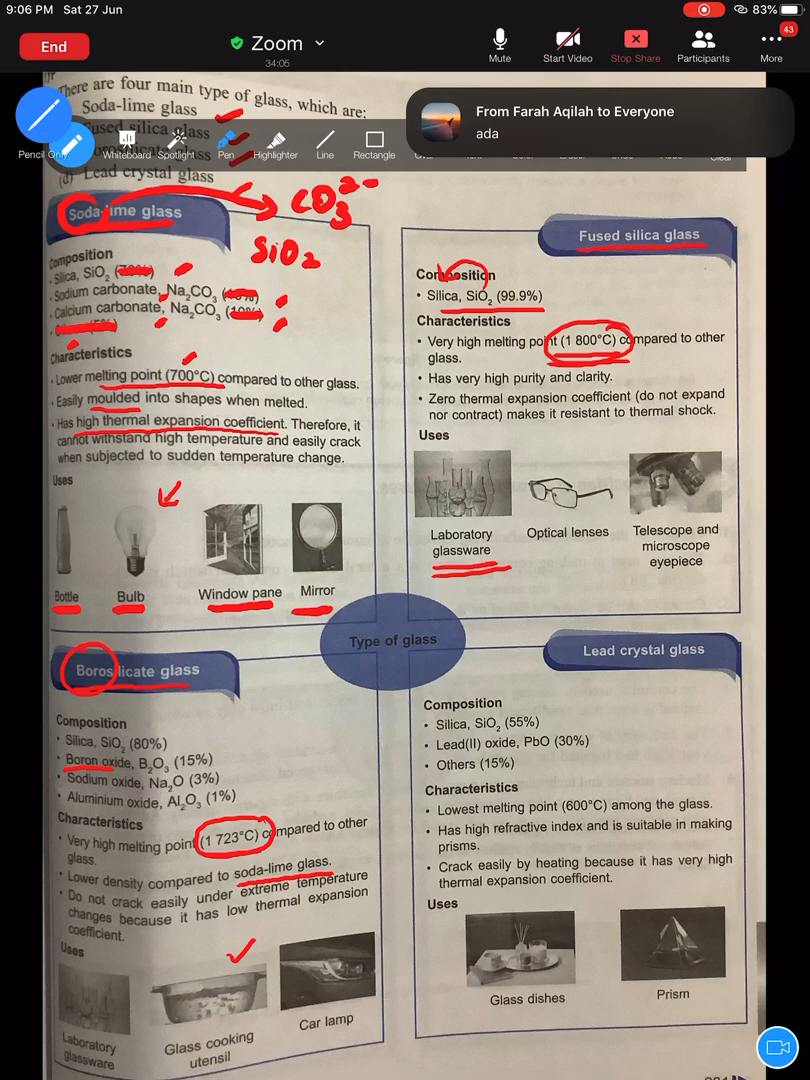 9:06 PM Sat 27 Jun
83%
End
Zoom
34:05
Mute
Start Video
Stop Share
Participants
43
More
There are four main type of glass, which are:
Soda-lime glass
Fused silica glass
(d) Lead crystal glass
From Farah Aqilah to Everyone
ada
Pencil Only
Whiteboard
Spotlight
Pen
Highlighter
Line
Rectangle
CO3 2-
SiO2
Soda-lime glass
Composition
· Silica, SiO2
· Sodium carbonate, Na2CO3
· Calcium carbonate, Na2CO3
Characteristics
· Lower melting point (700°C) compared to other glass.
· Easily moulded into shapes when melted.
· Has high thermal expansion coefficient. Therefore, it
cannot withstand high temperature and easily crack
when subjected to sudden temperature change.
Uses
Bottle
Bulb
Window pane
Mirror
Fused silica glass
Composition
• Silica, SiO2 (99.9%)
Characteristics
• Very high melting point (1 800°C) compared to other
glass.
• Has very high purity and clarity.
• Zero thermal expansion coefficient (do not expand
nor contract) makes it resistant to thermal shock.
Uses
Laboratory
glassware
Optical lenses
Telescope and
microscope
eyepiece
Type of glass
Borosilicate glass
Composition
• Silica, SiO2 (80%)
• Boron oxide, B2O3 (15%)
• Sodium oxide, Na2O (3%)
• Aluminium oxide, Al2O3 (1%)
Characteristics
• Very high melting point (1 723°C) compared to other
glass.
• Lower density compared to soda-lime glass.
• Do not crack easily under extreme temperature
changes because it has low thermal expansion
coefficient.
Uses
Laboratory
glassware
Glass cooking
utensil
Car lamp
Lead crystal glass
Composition
• Silica, SiO2 (55%)
• Lead(II) oxide, PbO (30%)
• Others (15%)
Characteristics
• Lowest melting point (600°C) among the glass.
• Has high refractive index and is suitable in making
prisms.
• Crack easily by heating because it has very high
thermal expansion coefficient.
Uses
Glass dishes
Prism